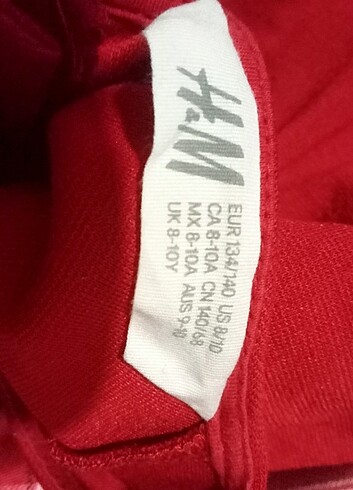 H&M
EUR 134/140 US 8/10
CA 8-10A CN 140/68
MX 8-10A AUS 9-10
UK 8-10Y